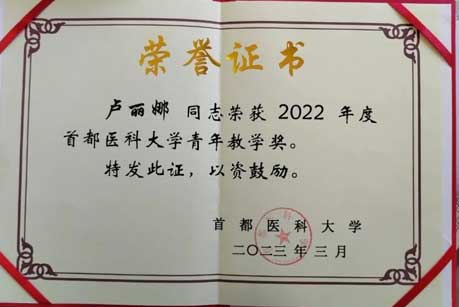 荣誉证书
卢丽娜 同志荣获 2022 年度
首都医科大学青年教学奖。
特发此证，以资鼓励。
首都医科大学
二〇二三年三月